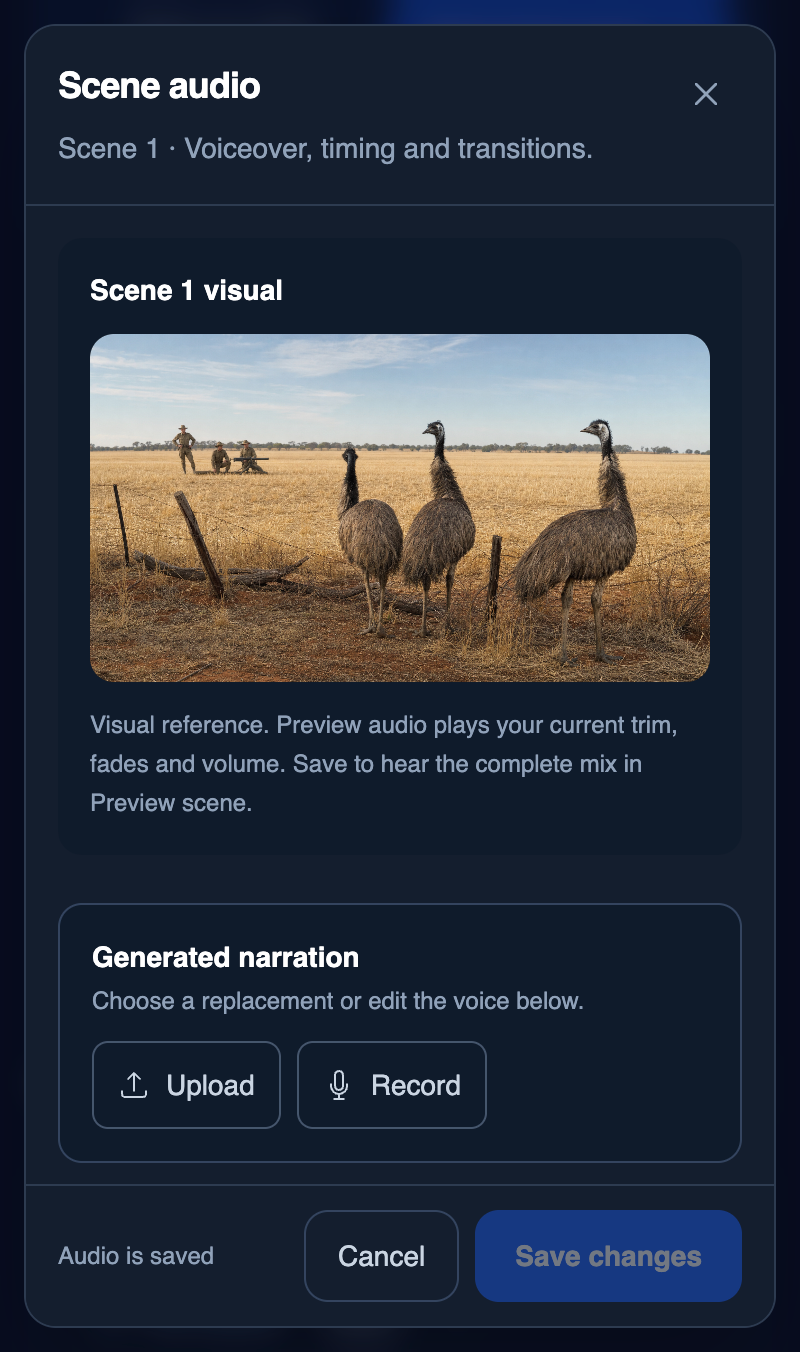 Scene audio
Scene 1 · Voiceover, timing and transitions.
Scene 1 visual
Visual reference. Preview audio plays your current trim,
fades and volume. Save to hear the complete mix in
Preview scene.
Generated narration
Choose a replacement or edit the voice below.
Upload
Record
Audio is saved
Cancel
Save changes